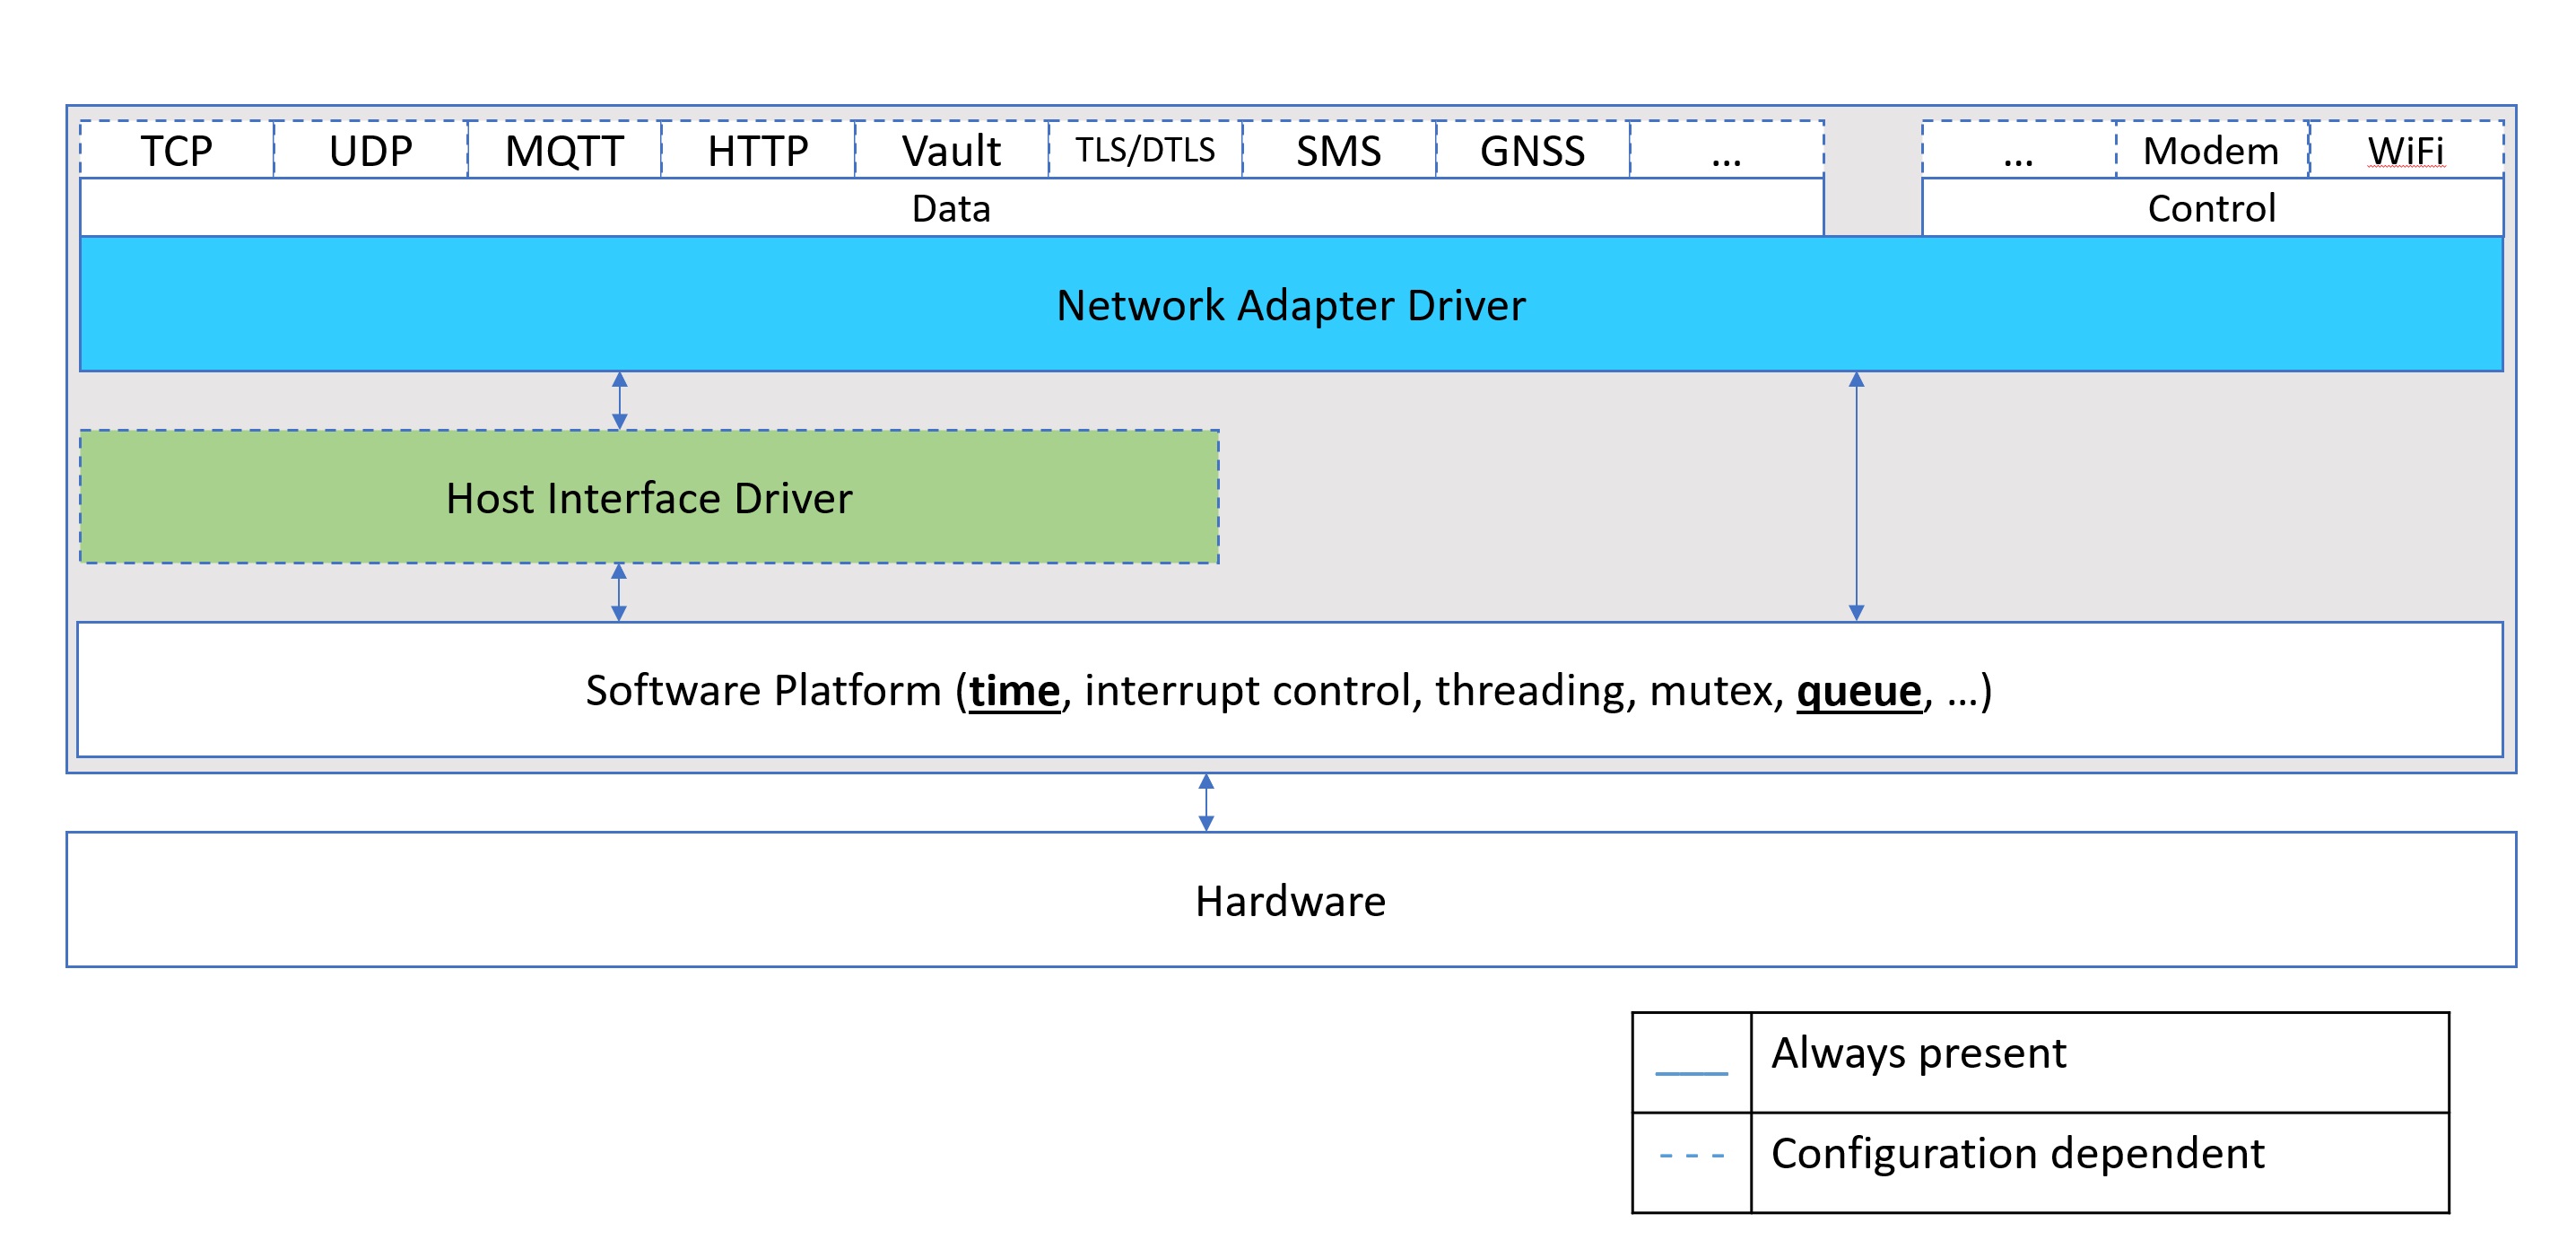 TCP UDP MQTT HTTP Vault TLS/DTLS SMS GNSS ... ... Modem WiFi
Data Control
Network Adapter Driver
Host Interface Driver
Software Platform (time, interrupt control, threading, mutex, queue, ...)
Hardware
Always present
Configuration dependent